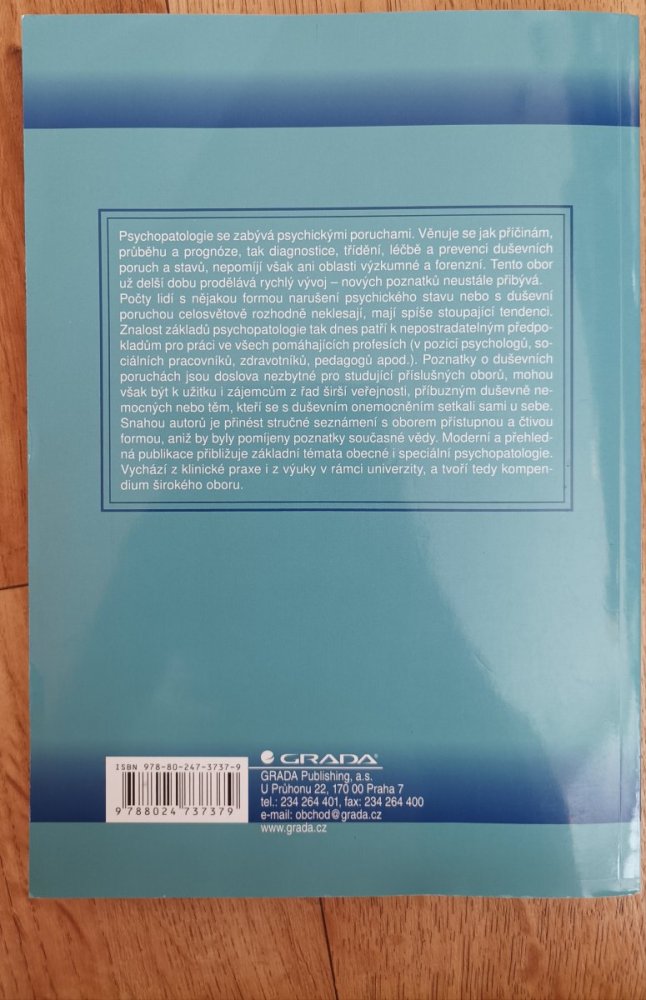 Psychopatologie se zabývá psychickými poruchami. Věnuje se jak příčinám,
průběhu a prognóze, tak diagnostice, třídění, léčbě a prevenci duševních
poruch a stavů, nepomíjí však ani oblasti výzkumné a forenzní. Tento obor
už delší dobu prodělává rychlý vývoj – nových poznatků neustále přibývá.
Počty lidí s nějakou formou narušení psychického stavu nebo s duševní
poruchou celosvětově rozhodně neklesají, mají spíše stoupající tendenci.
Znalost základů psychopatologie tak dnes patří k nepostradatelným předpo-
kladům pro práci ve všech pomáhajících profesích (v pozici psychologů, so-
ciálních pracovníků, zdravotníků, pedagogů apod.). Poznatky o duševních
poruchách jsou doslova nezbytné pro studující příslušných oborů, mohou
však být k užitku i zájemcům z řad širší veřejnosti, příbuzným duševně ne-
mocných nebo těm, kteří se s duševním onemocněním setkali sami u sebe.
Snahou autorů je přinést stručné seznámení s oborem přístupnou a čtivou
formou, aniž by byly pomíjeny poznatky současné vědy. Moderní a přehled-
ná publikace přibližuje základní témata obecné i speciální psychopatologie.
Vychází z klinické praxe i z výuky v rámci univerzity, a tvoří tedy kompen-
dium širokého oboru.
ISBN 978-80-247-3737-9
9 788024 737379
GRADA
GRADA Publishing, a.s.
U Průhonu 22, 170 00 Praha 7
tel.: 234 264 401, fax: 234 264 400
e-mail: obchod@grada.cz
www.grada.cz